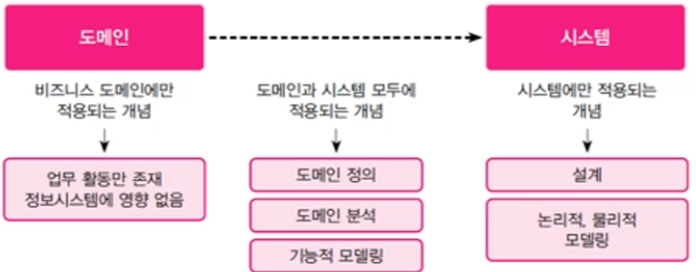 도메인
시스템
비즈니스 도메인에만
적용되는 개념
도메인과 시스템 모두에
적용되는 개념
시스템에만 적용되는
개념
업무 활동만 존재
정보시스템에 영향 없음
도메인 정의
도메인 분석
기능적 모델링
설계
논리적, 물리적
모델링